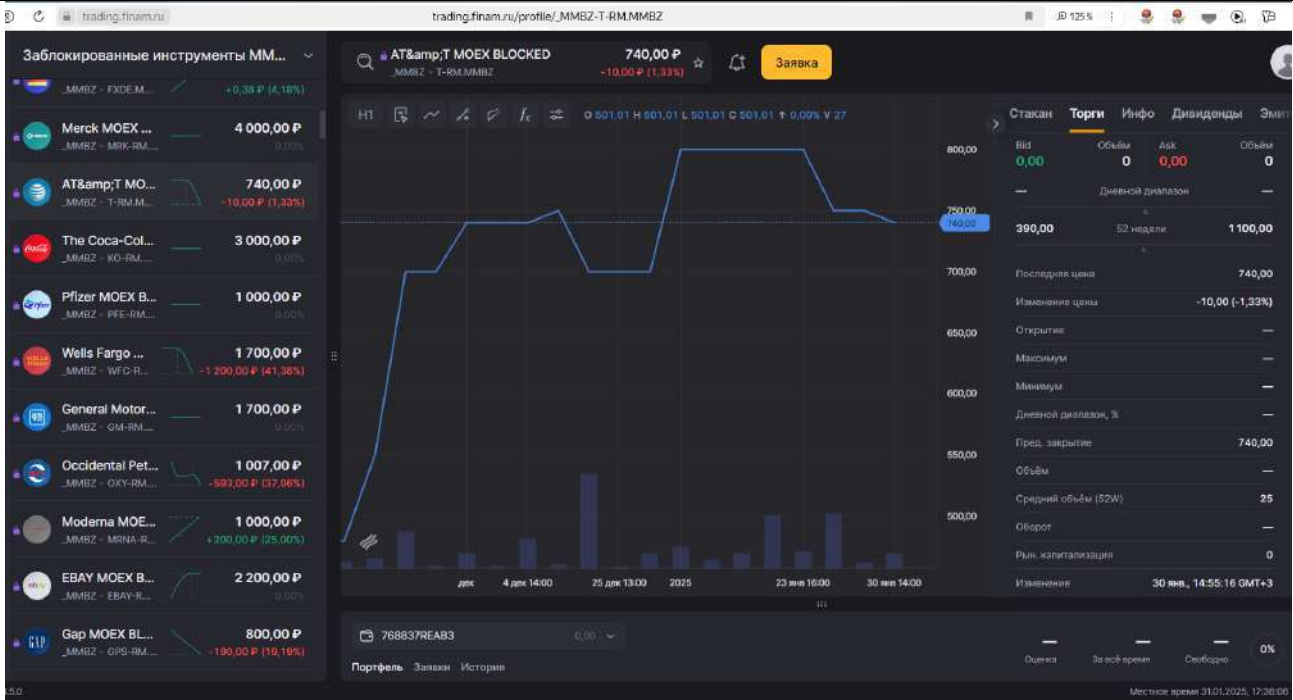 trading.finam.ru
trading.finam.ru/profile/_MMBZ-T-RM.MMBZ
125 %
Заблокированные инструменты ММ...
_MMBZ - FXDE.M...
+0,38 ₽ (4,18%)
Merck MOEX ...
4 000,00 ₽
_MMBZ - MRK-RM....
0,00%
AT&amp;T MO...
740,00 ₽
_MMBZ - T-RM.M...
-10,00 ₽ (1,33%)
The Coca-Col...
3 000,00 ₽
_MMBZ - KO-RM....
0,00%
Pfizer MOEX B...
1 000,00 ₽
_MMBZ - PFE-RM....
0,00%
Wells Fargo ...
1 700,00 ₽
_MMBZ - WFC-R...
-1 200,00 ₽ (41,38%)
General Motor...
1 700,00 ₽
_MMBZ - GM-RM....
0,00%
Occidental Pet...
1 007,00 ₽
_MMBZ - OXY-RM....
-593,00 ₽ (37,06%)
Moderna MOE...
1 000,00 ₽
_MMBZ - MRNA-R...
+200,00 ₽ (25,00%)
EBAY MOEX B...
2 200,00 ₽
_MMBZ - EBAY-R...
0,00%
Gap MOEX BL...
800,00 ₽
_MMBZ - GPS-RM....
-190,00 ₽ (19,19%)
AT&amp;T MOEX BLOCKED
740,00 ₽
_MMBZ - T-RM.MMBZ
-10,00 ₽ (1,33%)
Заявка
H1
O 501,01 H 501,01 L 501,01 C 501,01 ↑ 0,00% V 27
800,00
750,00
740,00
700,00
650,00
600,00
550,00
500,00
дек
4 дек 14:00
25 дек 13:00
2025
23 янв 16:00
30 янв 14:00
Стакан Торги Инфо Дивиденды Эмит
Bid Объём Ask Объём
0,00 0 0,00 0
— Дневной диапазон —
390,00 52 недели 1 100,00
Последняя цена 740,00
Изменение цены -10,00 (-1,33%)
Открытие —
Максимум —
Минимум —
Дневной диапазон, % —
Пред. закрытие 740,00
Объём —
Средний объём (52W) 25
Оборот —
Рын. капитализация 0
Изменение 30 янв., 14:55:16 GMT+3
768837REAB3
0,00
Портфель Заявки История
— — —
Оценка За всё время Свободно
0%
Местное время 31.01.2025, 17:36:06